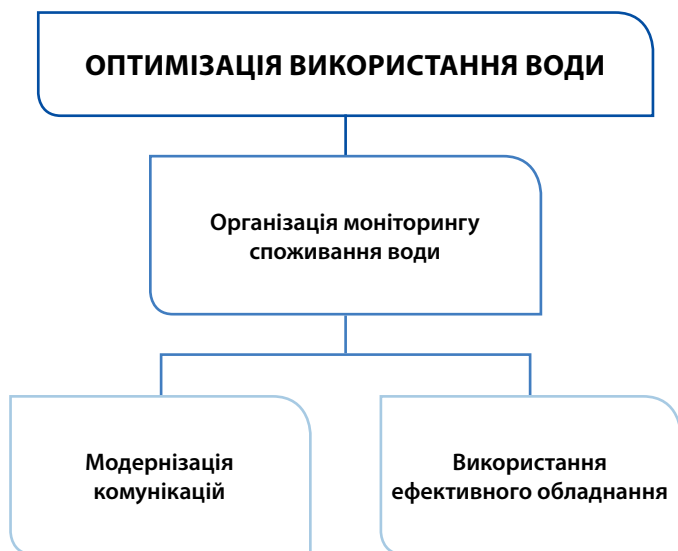 ОПТИМІЗАЦІЯ ВИКОРИСТАННЯ ВОДИ
Організація моніторингу
споживання води
Модернізація
комунікацій
Використання
ефективного обладнання